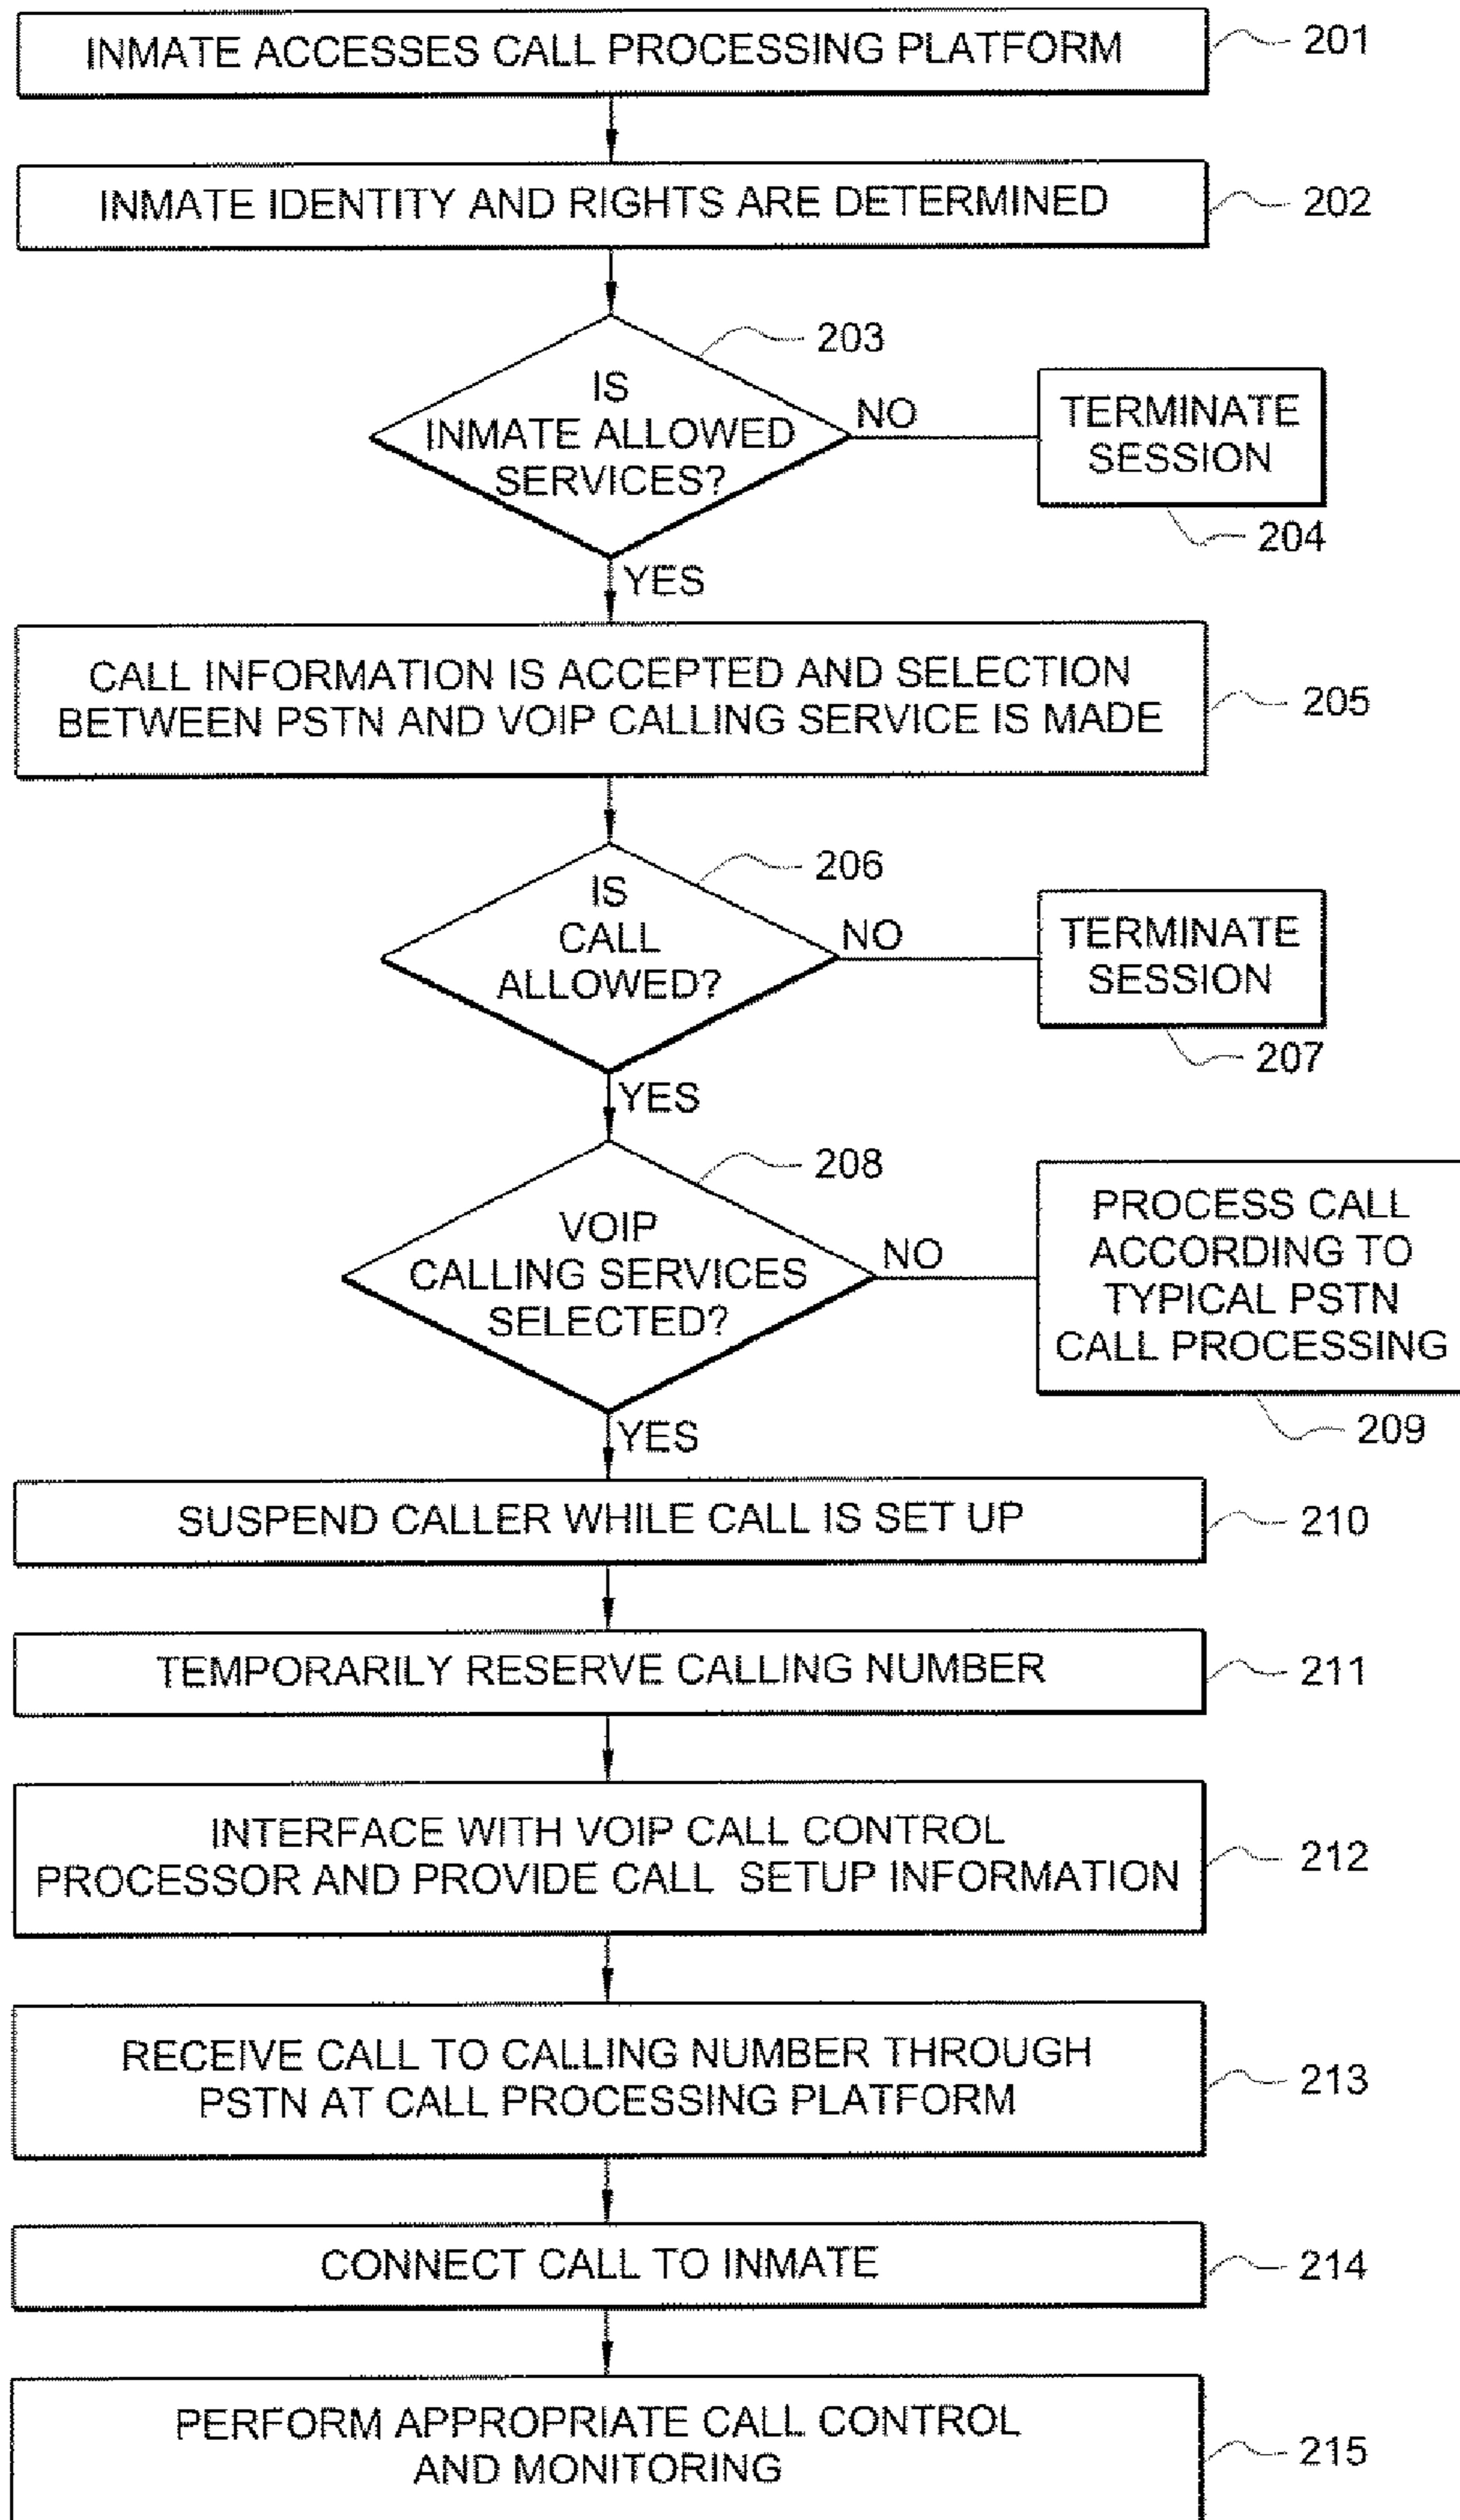 INMATE ACCESSES CALL PROCESSING PLATFORM
201
INMATE IDENTITY AND RIGHTS ARE DETERMINED
202
203
IS
INMATE ALLOWED
SERVICES?
NO
TERMINATE
SESSION
204
YES
CALL INFORMATION IS ACCEPTED AND SELECTION
BETWEEN PSTN AND VOIP CALLING SERVICE IS MADE
205
206
IS
CALL
ALLOWED?
NO
TERMINATE
SESSION
207
YES
208
VOIP
CALLING SERVICES
SELECTED?
NO
PROCESS CALL
ACCORDING TO
TYPICAL PSTN
CALL PROCESSING
209
YES
SUSPEND CALLER WHILE CALL IS SET UP
210
TEMPORARILY RESERVE CALLING NUMBER
211
INTERFACE WITH VOIP CALL CONTROL
PROCESSOR AND PROVIDE CALL SETUP INFORMATION
212
RECEIVE CALL TO CALLING NUMBER THROUGH
PSTN AT CALL PROCESSING PLATFORM
213
CONNECT CALL TO INMATE
214
PERFORM APPROPRIATE CALL CONTROL
AND MONITORING
215